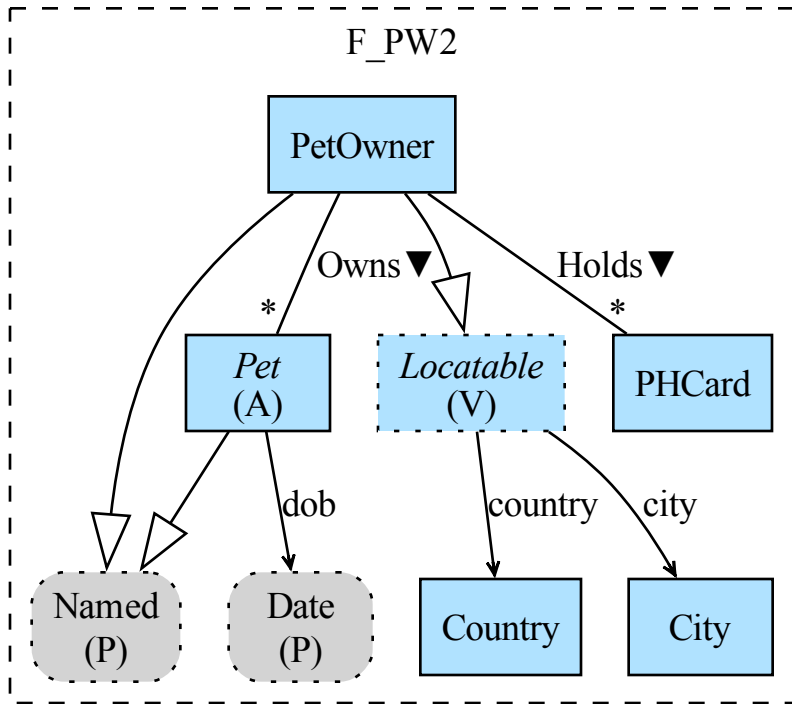 F_PW2
PetOwner
Owns▼
Holds▼
*
*
Pet
(A)
Locatable
(V)
PHCard
dob
country
city
Named
(P)
Date
(P)
Country
City